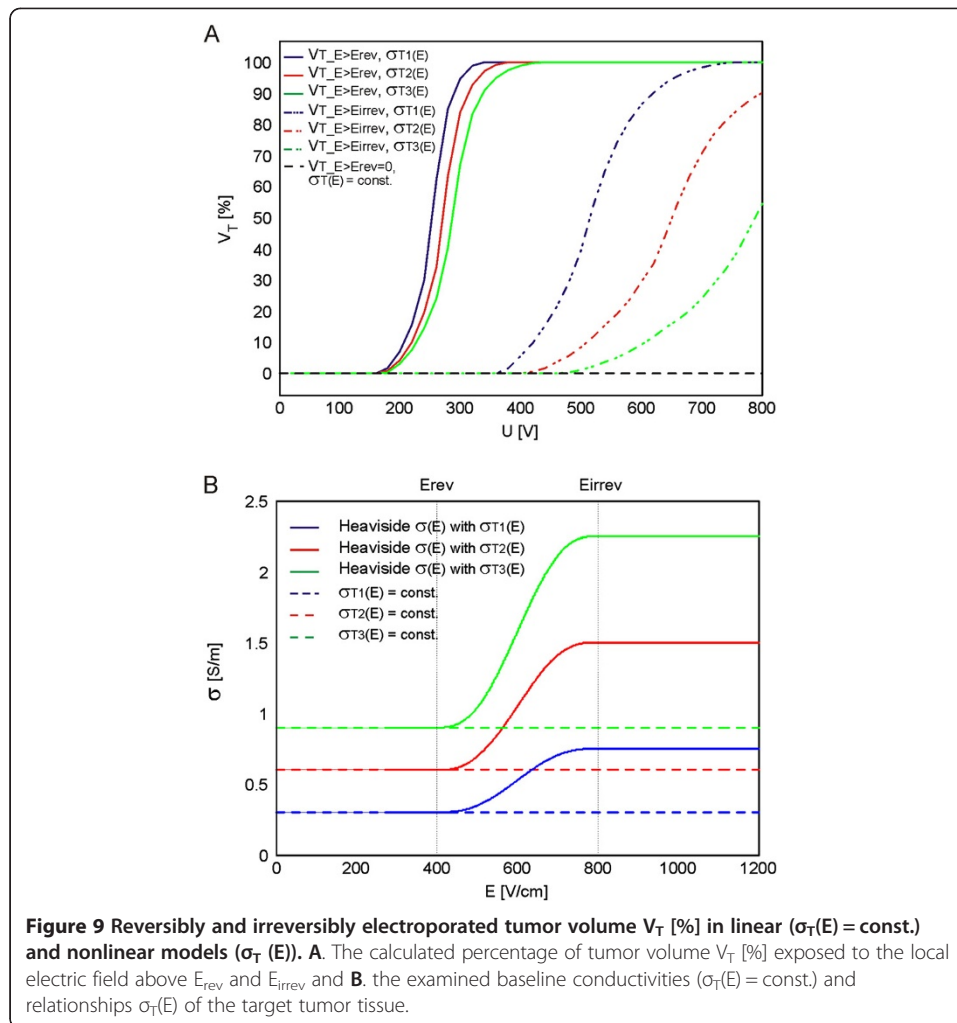 A
VT_E>Erev, σT1(E)
VT_E>Erev, σT2(E)
VT_E>Erev, σT3(E)
VT_E>Eirrev, σT1(E)
VT_E>Eirrev, σT2(E)
VT_E>Eirrev, σT3(E)
VT_E>Erev=0,
σT(E) = const.
100
90
80
70
60
50
40
30
20
10
0
VT [%]
0 100 200 300 400 500 600 700 800
U [V]
B
Erev Eirrev
Heaviside σ(E) with σT1(E)
Heaviside σ(E) with σT2(E)
Heaviside σ(E) with σT3(E)
σT1(E) = const.
σT2(E) = const.
σT3(E) = const.
2.5
2
1.5
1
0.5
0
σ [S/m]
0 200 400 600 800 1000 1200
E [V/cm]
Figure 9 Reversibly and irreversibly electroporated tumor volume VT [%] in linear (σT(E) = const.)
and nonlinear models (σT (E)). A. The calculated percentage of tumor volume VT [%] exposed to the local
electric field above Erev and Eirrev and B. the examined baseline conductivities (σT(E) = const.) and
relationships σT(E) of the target tumor tissue.